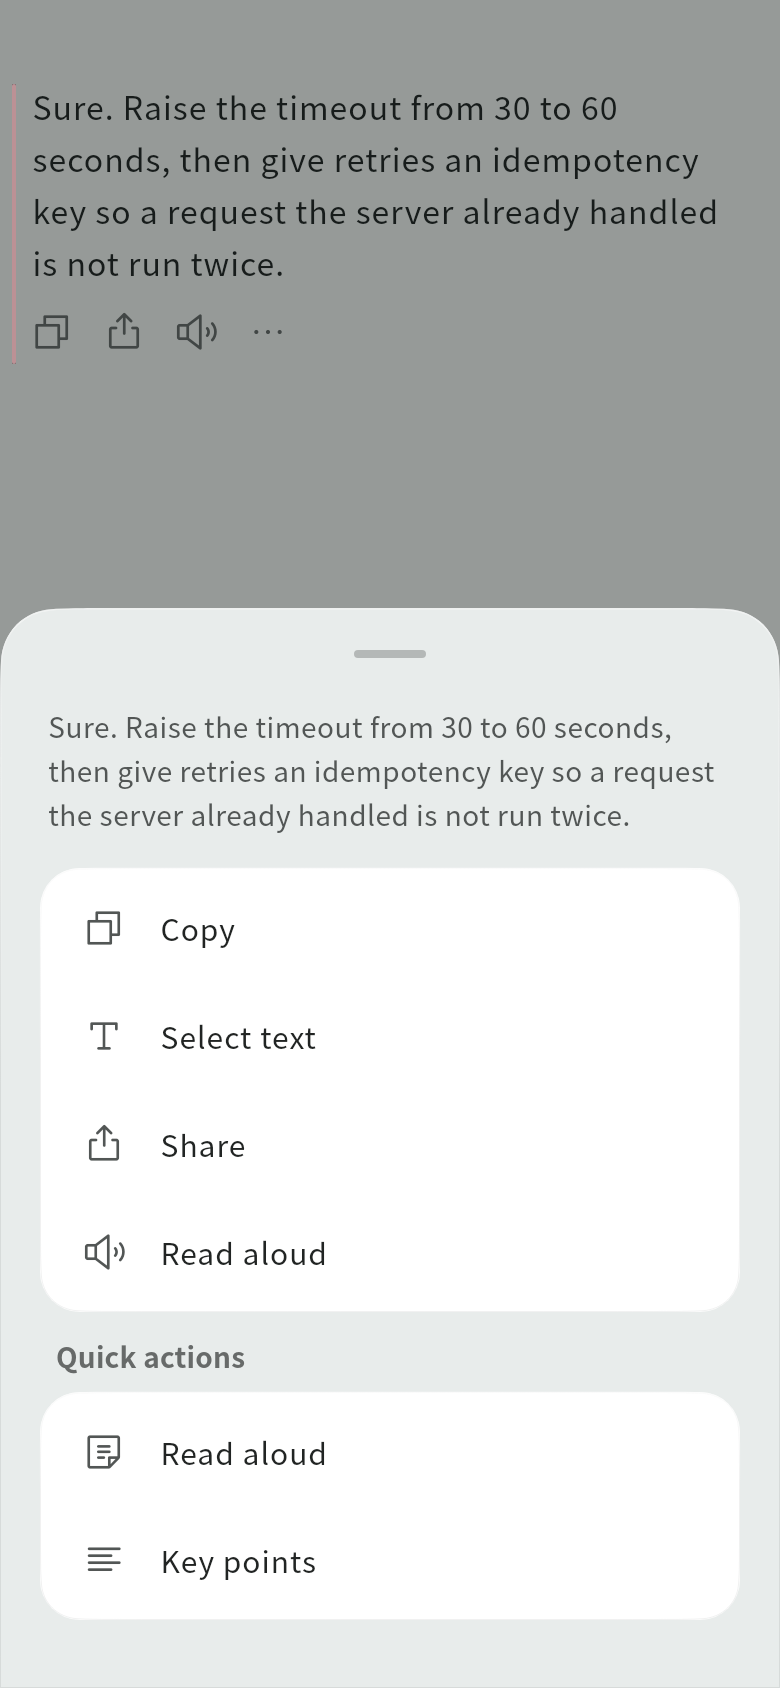 Sure. Raise the timeout from 30 to 60
seconds, then give retries an idempotency
key so a request the server already handled
is not run twice.
Sure. Raise the timeout from 30 to 60 seconds,
then give retries an idempotency key so a request
the server already handled is not run twice.
Copy
Select text
Share
Read aloud
Quick actions
Read aloud
Key points